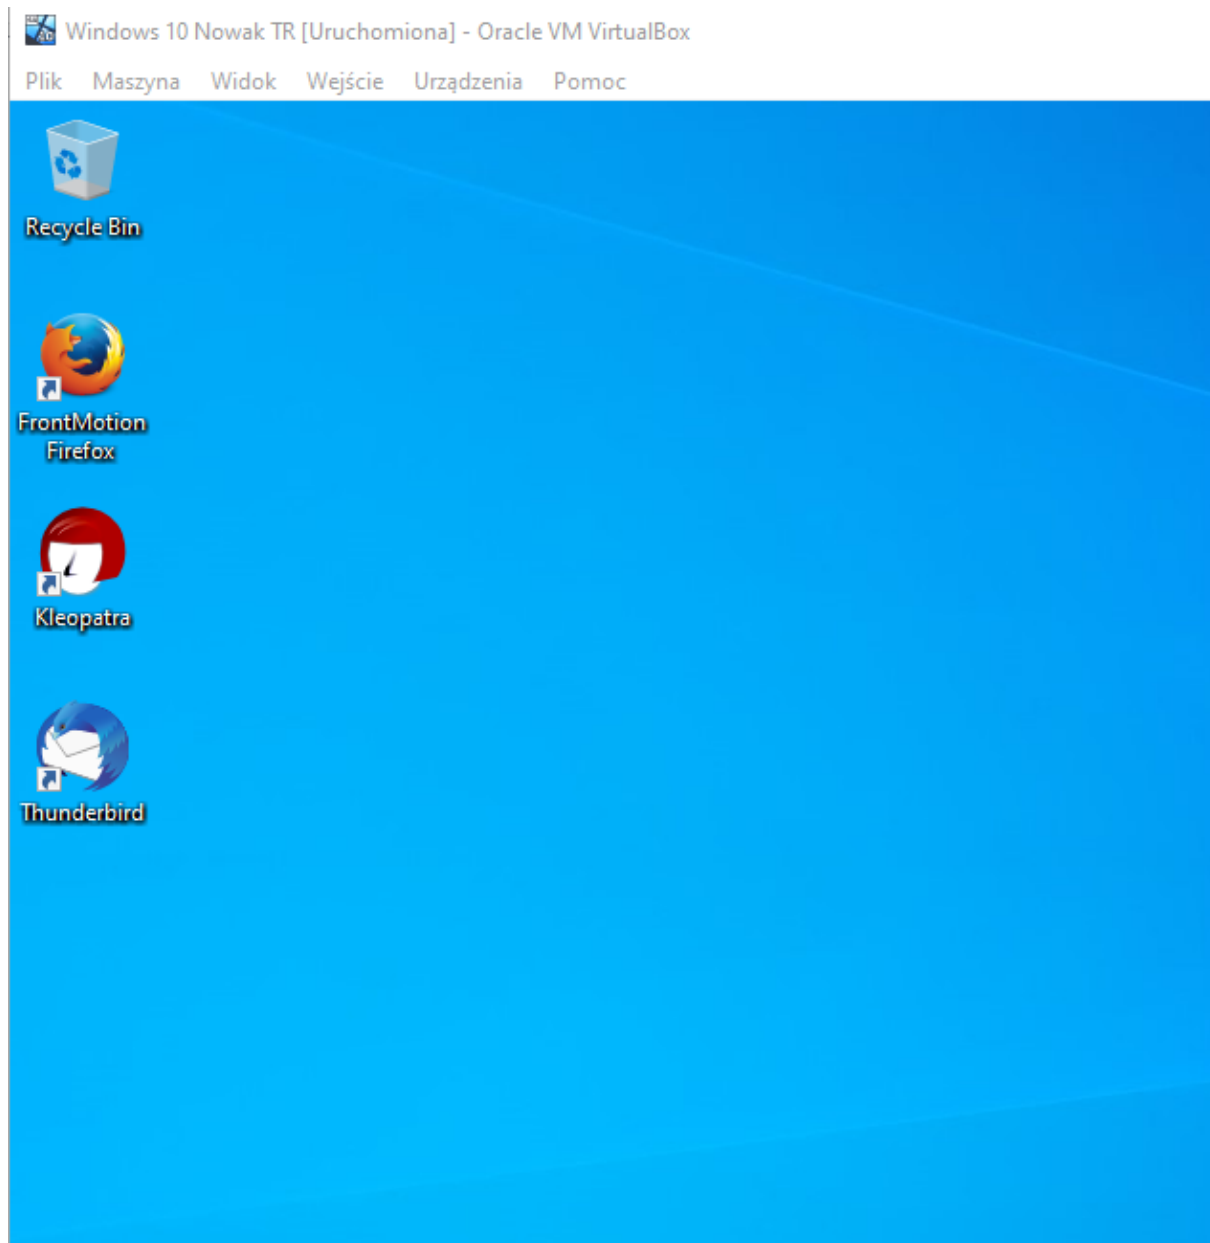 Windows 10 Nowak TR [Uruchomiona] - Oracle VM VirtualBox
Plik Maszyna Widok Wejście Urządzenia Pomoc
Recycle Bin
FrontMotion
Firefox
Kleopatra
Thunderbird